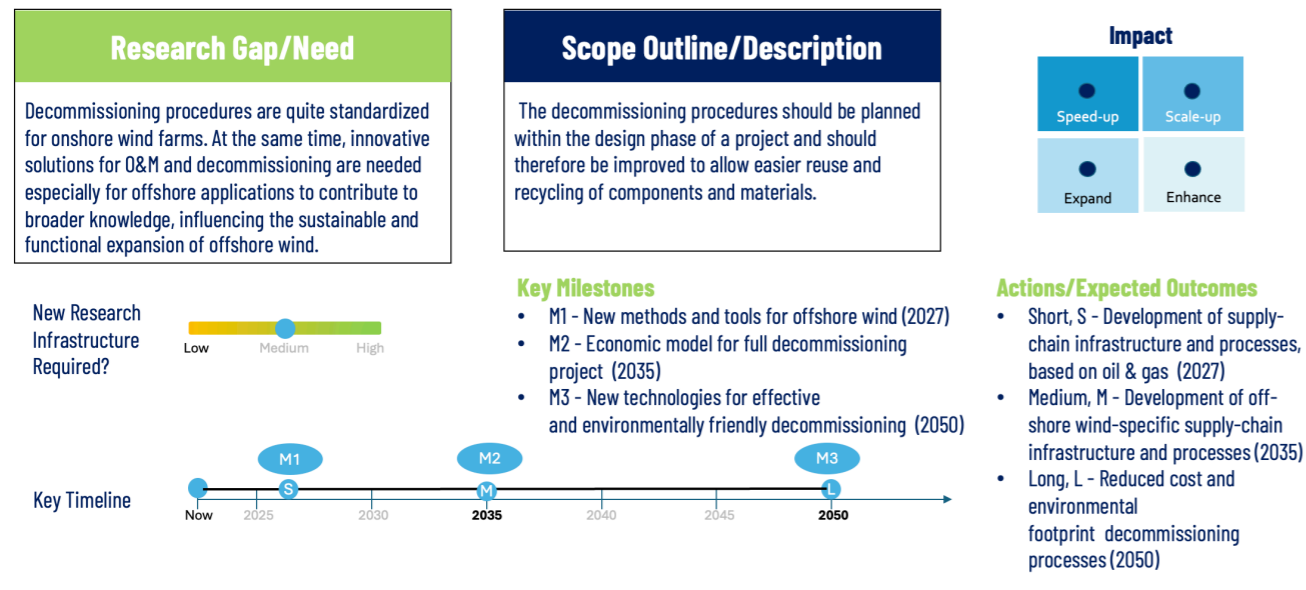 Research Gap/Need
Decommissioning procedures are quite standardized
for onshore wind farms. At the same time, innovative
solutions for O&M and decommissioning are needed
especially for offshore applications to contribute to
broader knowledge, influencing the sustainable and
functional expansion of offshore wind.
Scope Outline/Description
The decommissioning procedures should be planned
within the design phase of a project and should
therefore be improved to allow easier reuse and
recycling of components and materials.
Impact
Speed-up
Scale-up
Expand
Enhance
New Research
Infrastructure
Required?
Low
Medium
High
Key Milestones
• M1 - New methods and tools for offshore wind (2027)
• M2 - Economic model for full decommissioning
project (2035)
• M3 - New technologies for effective
and environmentally friendly decommissioning (2050)
Actions/Expected Outcomes
• Short, S - Development of supply-
chain infrastructure and processes,
based on oil & gas (2027)
• Medium, M - Development of off-
shore wind-specific supply-chain
infrastructure and processes (2035)
• Long, L - Reduced cost and
environmental
footprint decommissioning
processes (2050)
Key Timeline
M1
M2
M3
S
M
L
Now
2025
2030
2035
2040
2045
2050